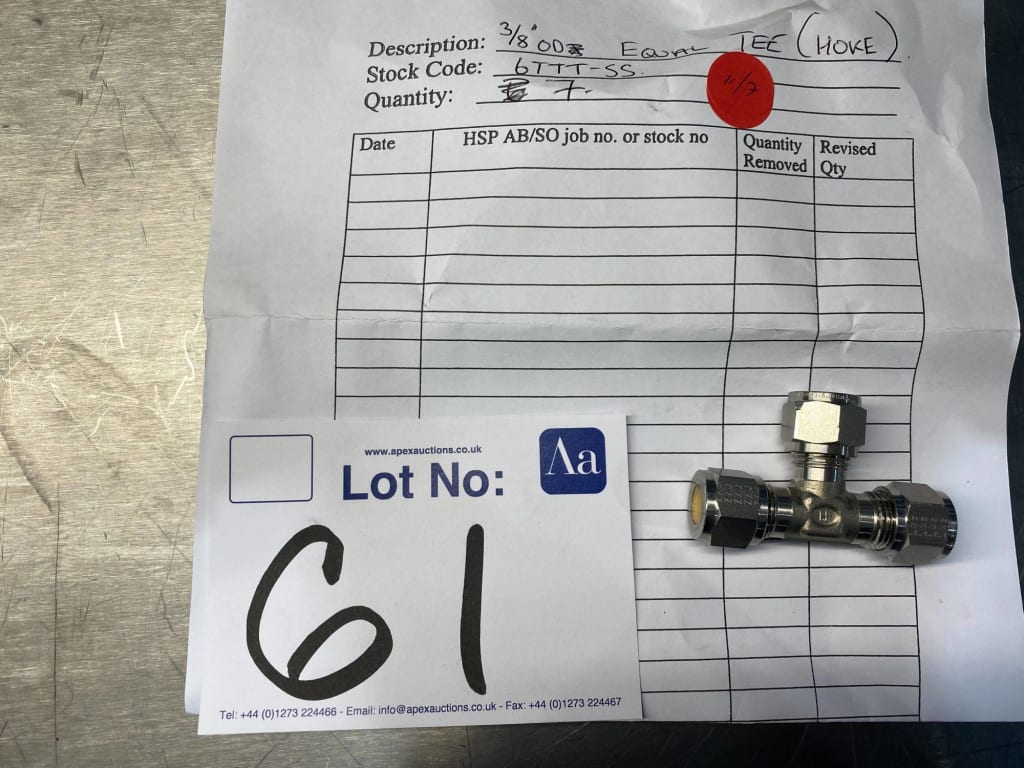 Description: 3/8" OD EQUAL TEE (HOKE).
Stock Code: 6TTT-SS.
Quantity: 7.
11/7
Date HSP AB/SO job no. or stock no Quantity Removed Revised Qty
www.apexauctions.co.uk
Lot No:
Aa
61
Tel: +44 (0)1273 224466 - Email: info@apexauctions.co.uk - Fax: +44 (0)1273 224467